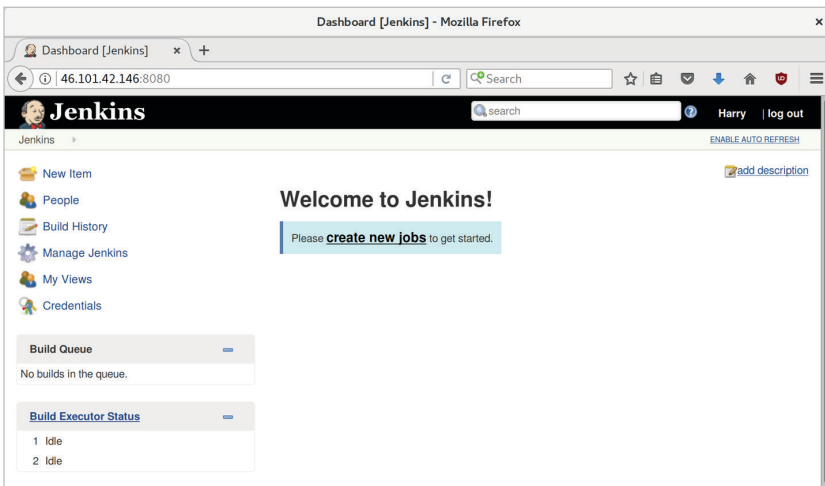 Dashboard [Jenkins] - Mozilla Firefox
Dashboard [Jenkins]
46.101.42.146:8080
Search
Jenkins
search
Harry | log out
Jenkins
ENABLE AUTO REFRESH
New Item
People
Build History
Manage Jenkins
My Views
Credentials
add description
Welcome to Jenkins!
Please create new jobs to get started.
Build Queue
No builds in the queue.
Build Executor Status
1 Idle
2 Idle